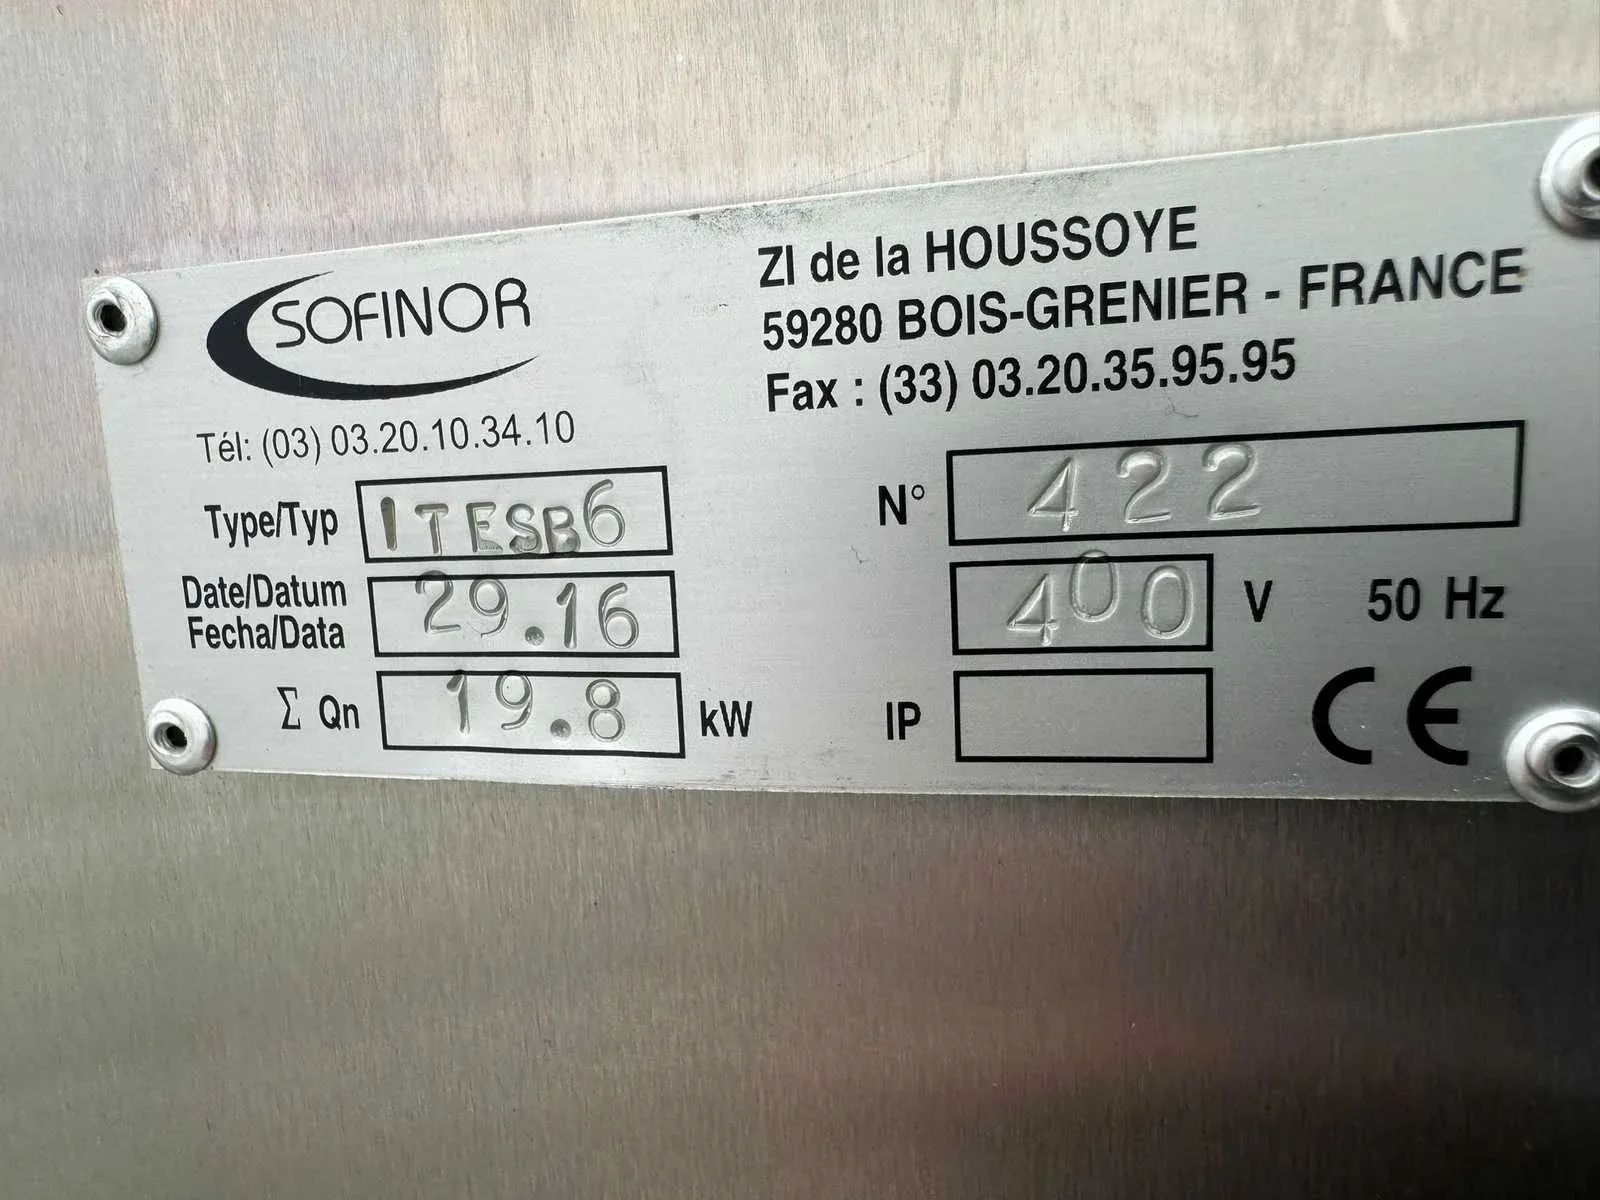 SOFINOR
Tél: (03) 03.20.10.34.10
ZI de la HOUSSOYE
59280 BOIS-GRENIER - FRANCE
Fax : (33) 03.20.35.95.95
Type/Typ ITESB6
N° 422
Date/Datum
Fecha/Data 29.16
400 V 50 Hz
Σ Qn 19.8 kW
IP
CE